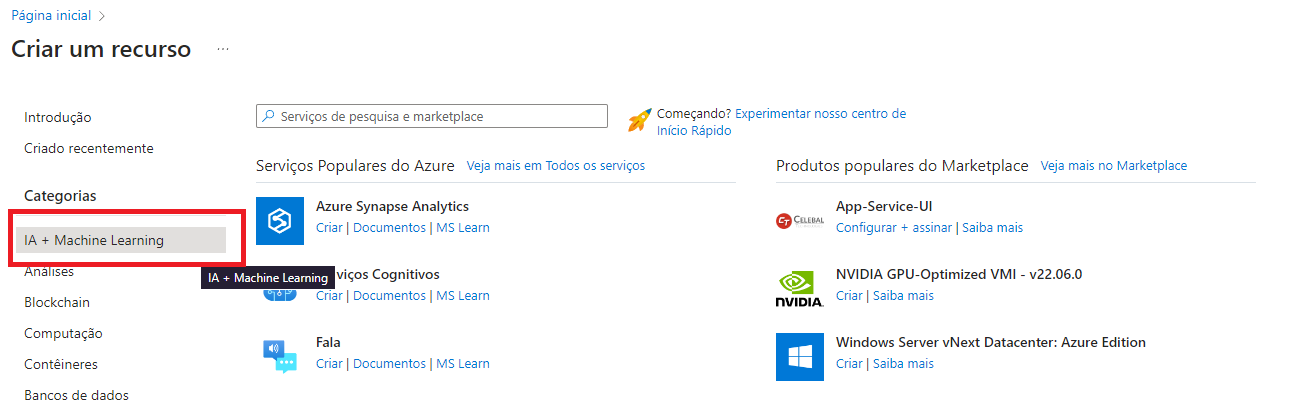 Página inicial >
Criar um recurso ...
Introdução
Criado recentemente
Categorias
IA + Machine Learning
Análises
IA + Machine Learning
Blockchain
Computação
Contêineres
Bancos de dados
Serviços de pesquisa e marketplace
Começando? Experimentar nosso centro de
Início Rápido
Serviços Populares do Azure Veja mais em Todos os serviços
Azure Synapse Analytics
Criar | Documentos | MS Learn
viços Cognitivos
Criar | Documentos | MS Learn
Fala
Criar | Documentos | MS Learn
Produtos populares do Marketplace Veja mais no Marketplace
CT CELEBAL
App-Service-UI
Configurar + assinar | Saiba mais
NVIDIA
NVIDIA GPU-Optimized VMI - v22.06.0
Criar | Saiba mais
Windows Server vNext Datacenter: Azure Edition
Criar | Saiba mais